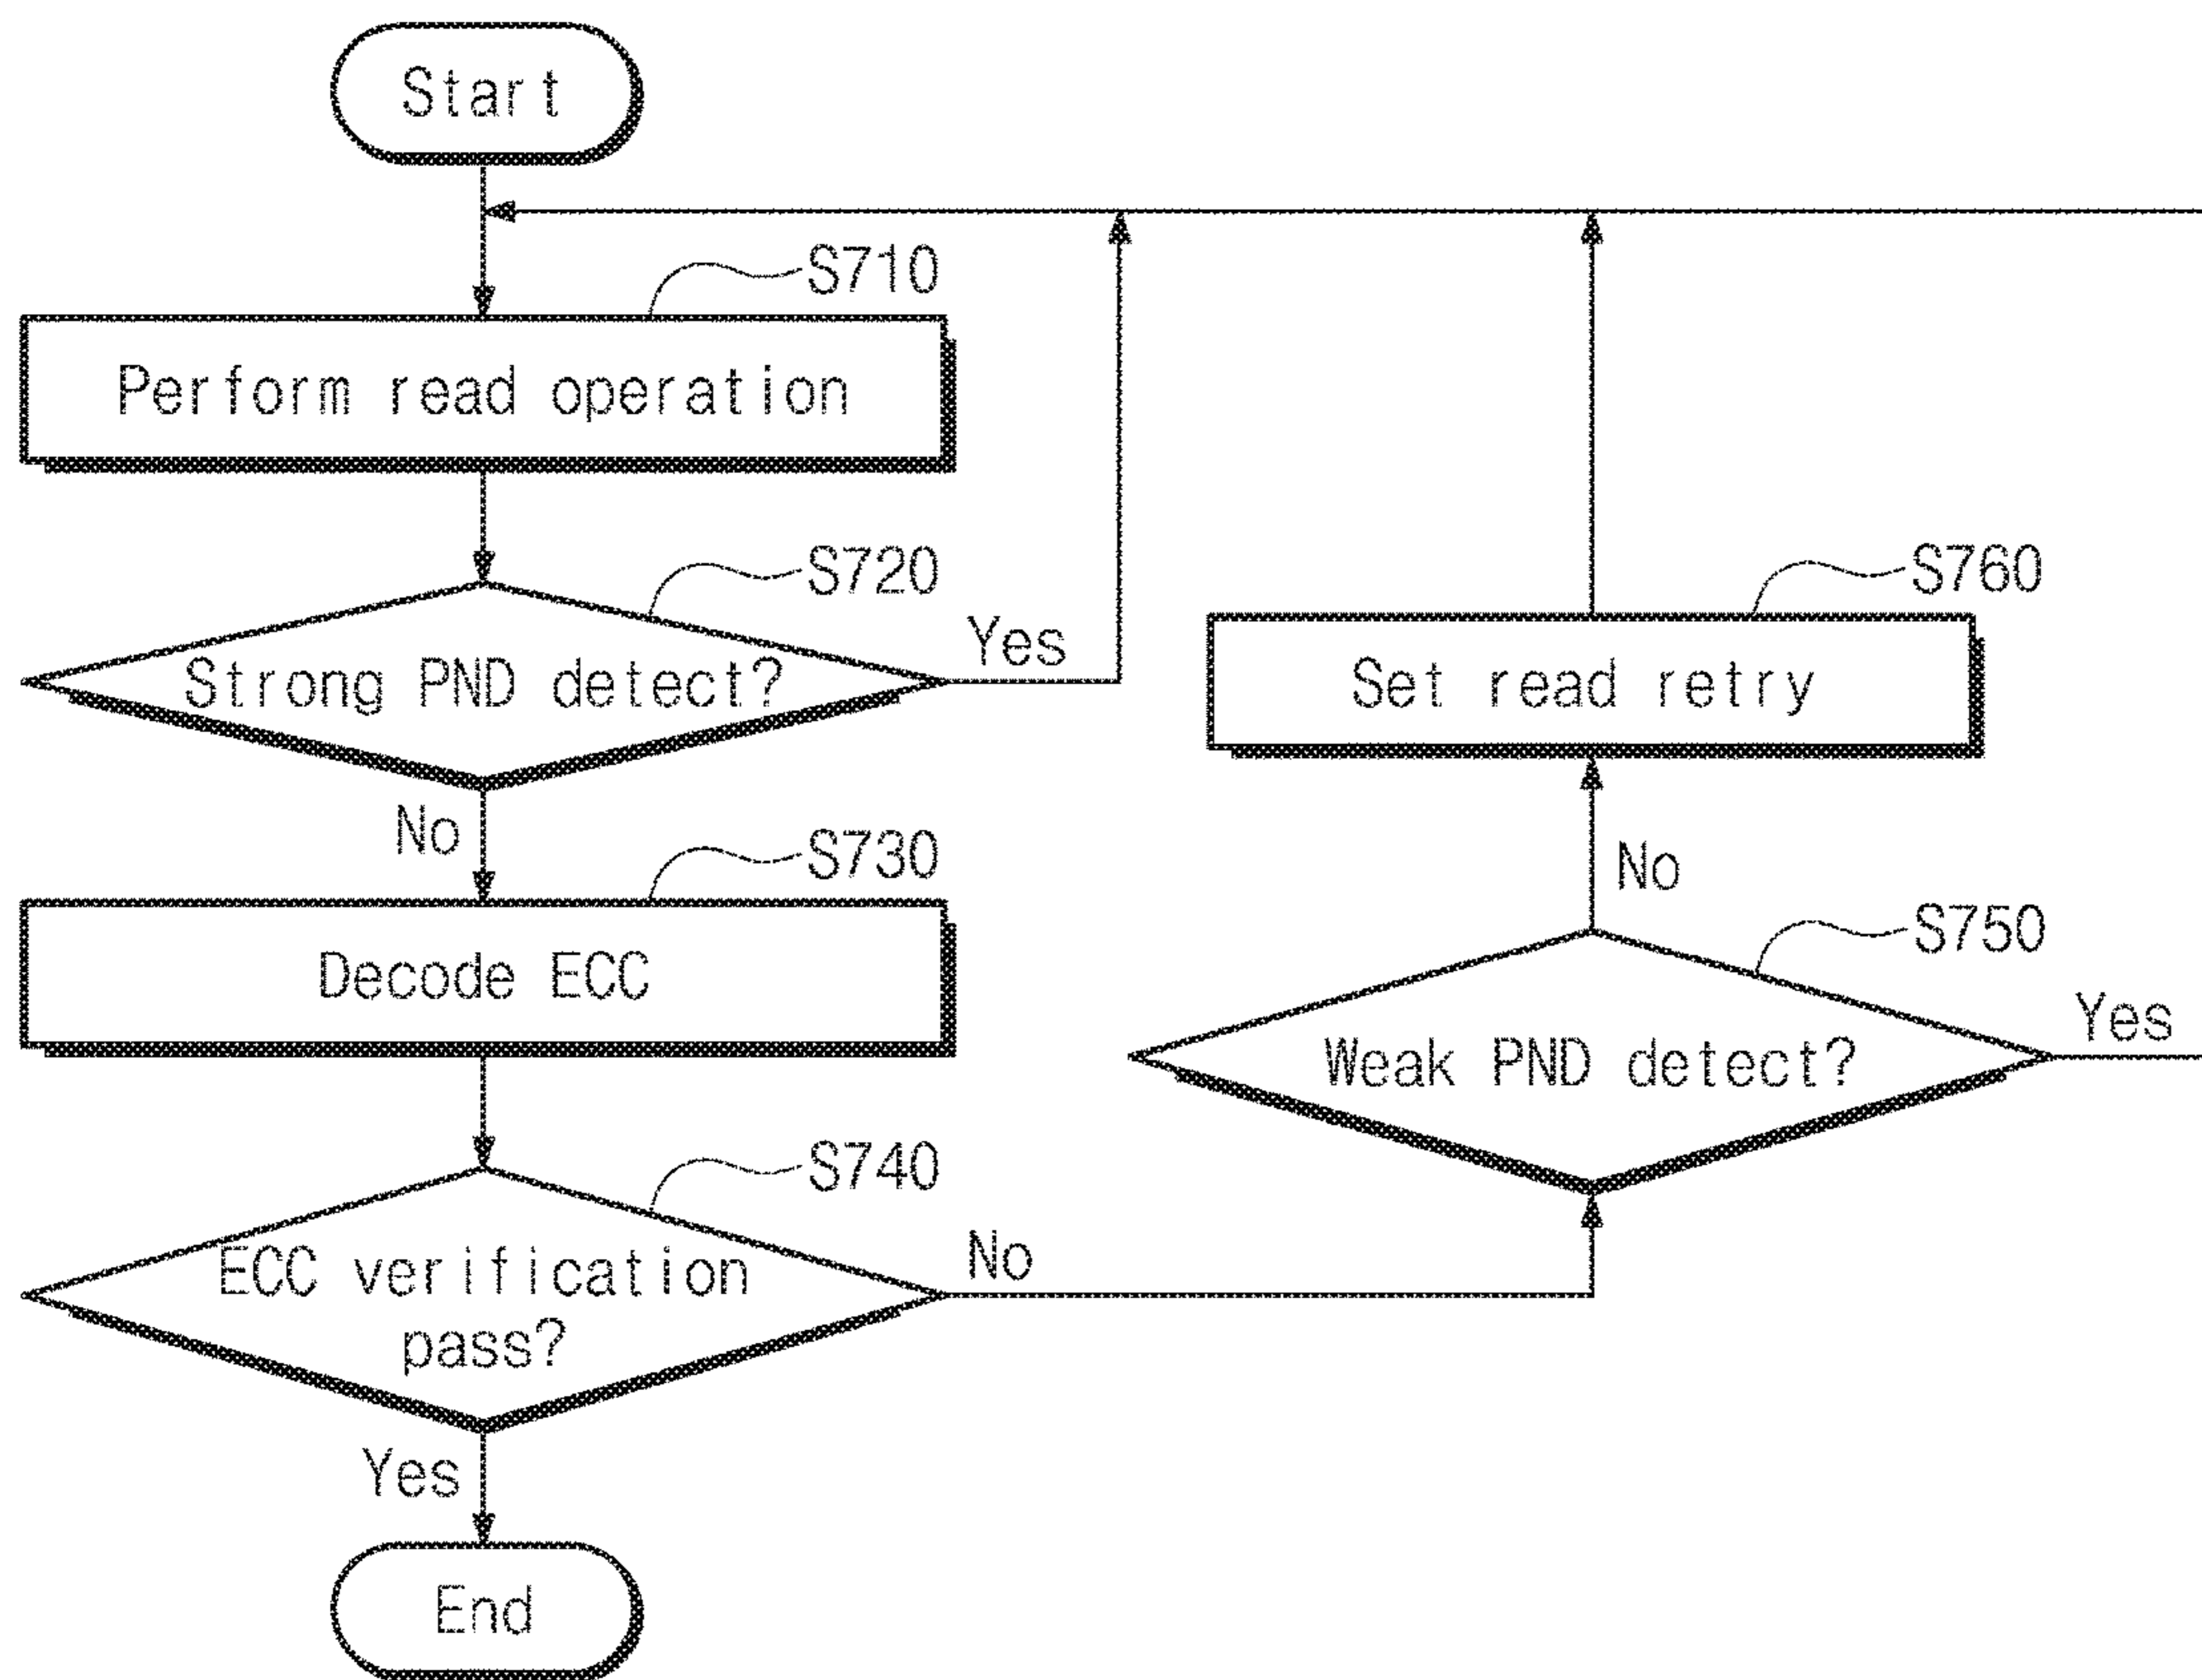 Start
S710
Perform read operation
S720
Strong PND detect?
Yes
No
S730
Decode ECC
S740
ECC verification
pass?
No
Yes
End
S760
Set read retry
No
S750
Weak PND detect?
Yes